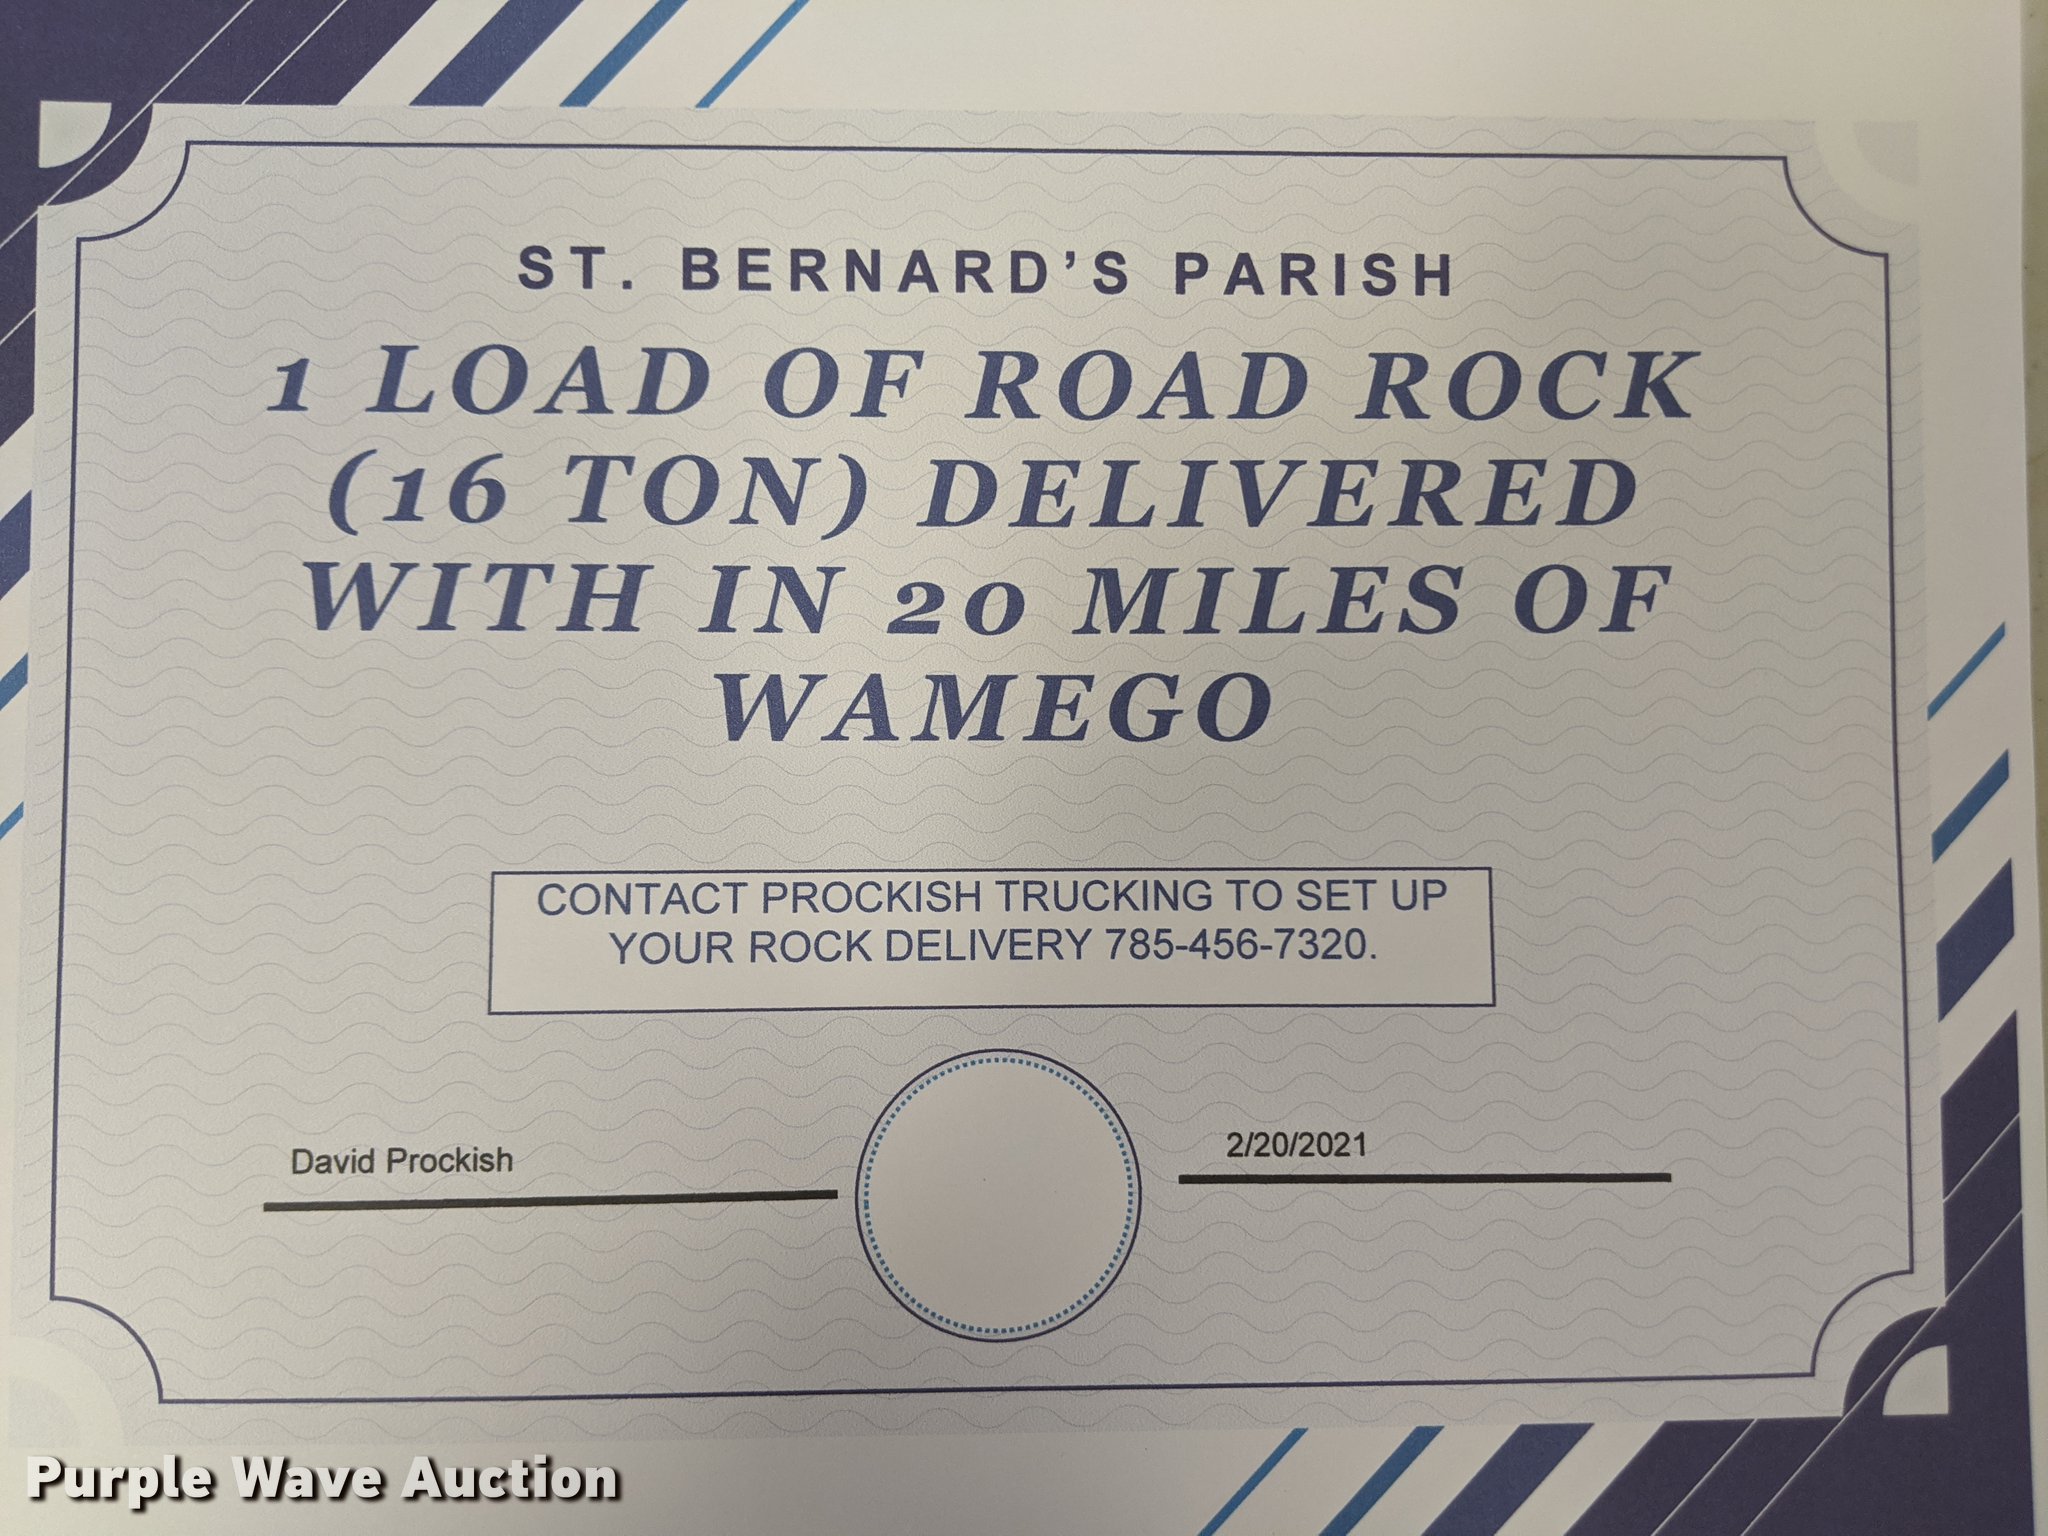 ST. BERNARD'S PARISH
1 LOAD OF ROAD ROCK
(16 TON) DELIVERED
WITH IN 20 MILES OF
WAMEGO
CONTACT PROCKISH TRUCKING TO SET UP
YOUR ROCK DELIVERY 785-456-7320.
David Prockish
2/20/2021
Purple Wave Auction